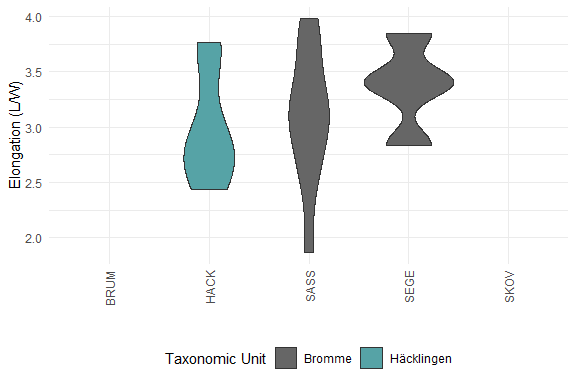 4.0
3.5
3.0
2.5
2.0
Elongation (L/W)
BRUM
HACK
SASS
SEGE
SKOV
Taxonomic Unit Bromme Häcklingen